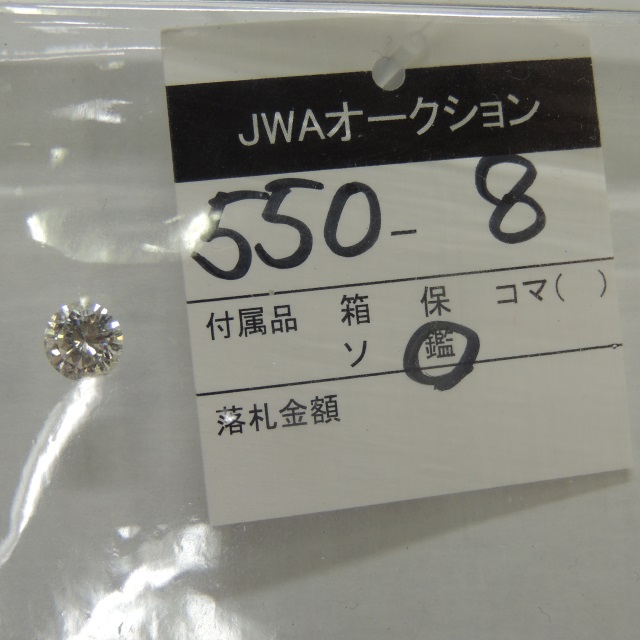 JWAオークション
550-8
付属品 箱 保 コマ( )
ソ 鑑
落札金額